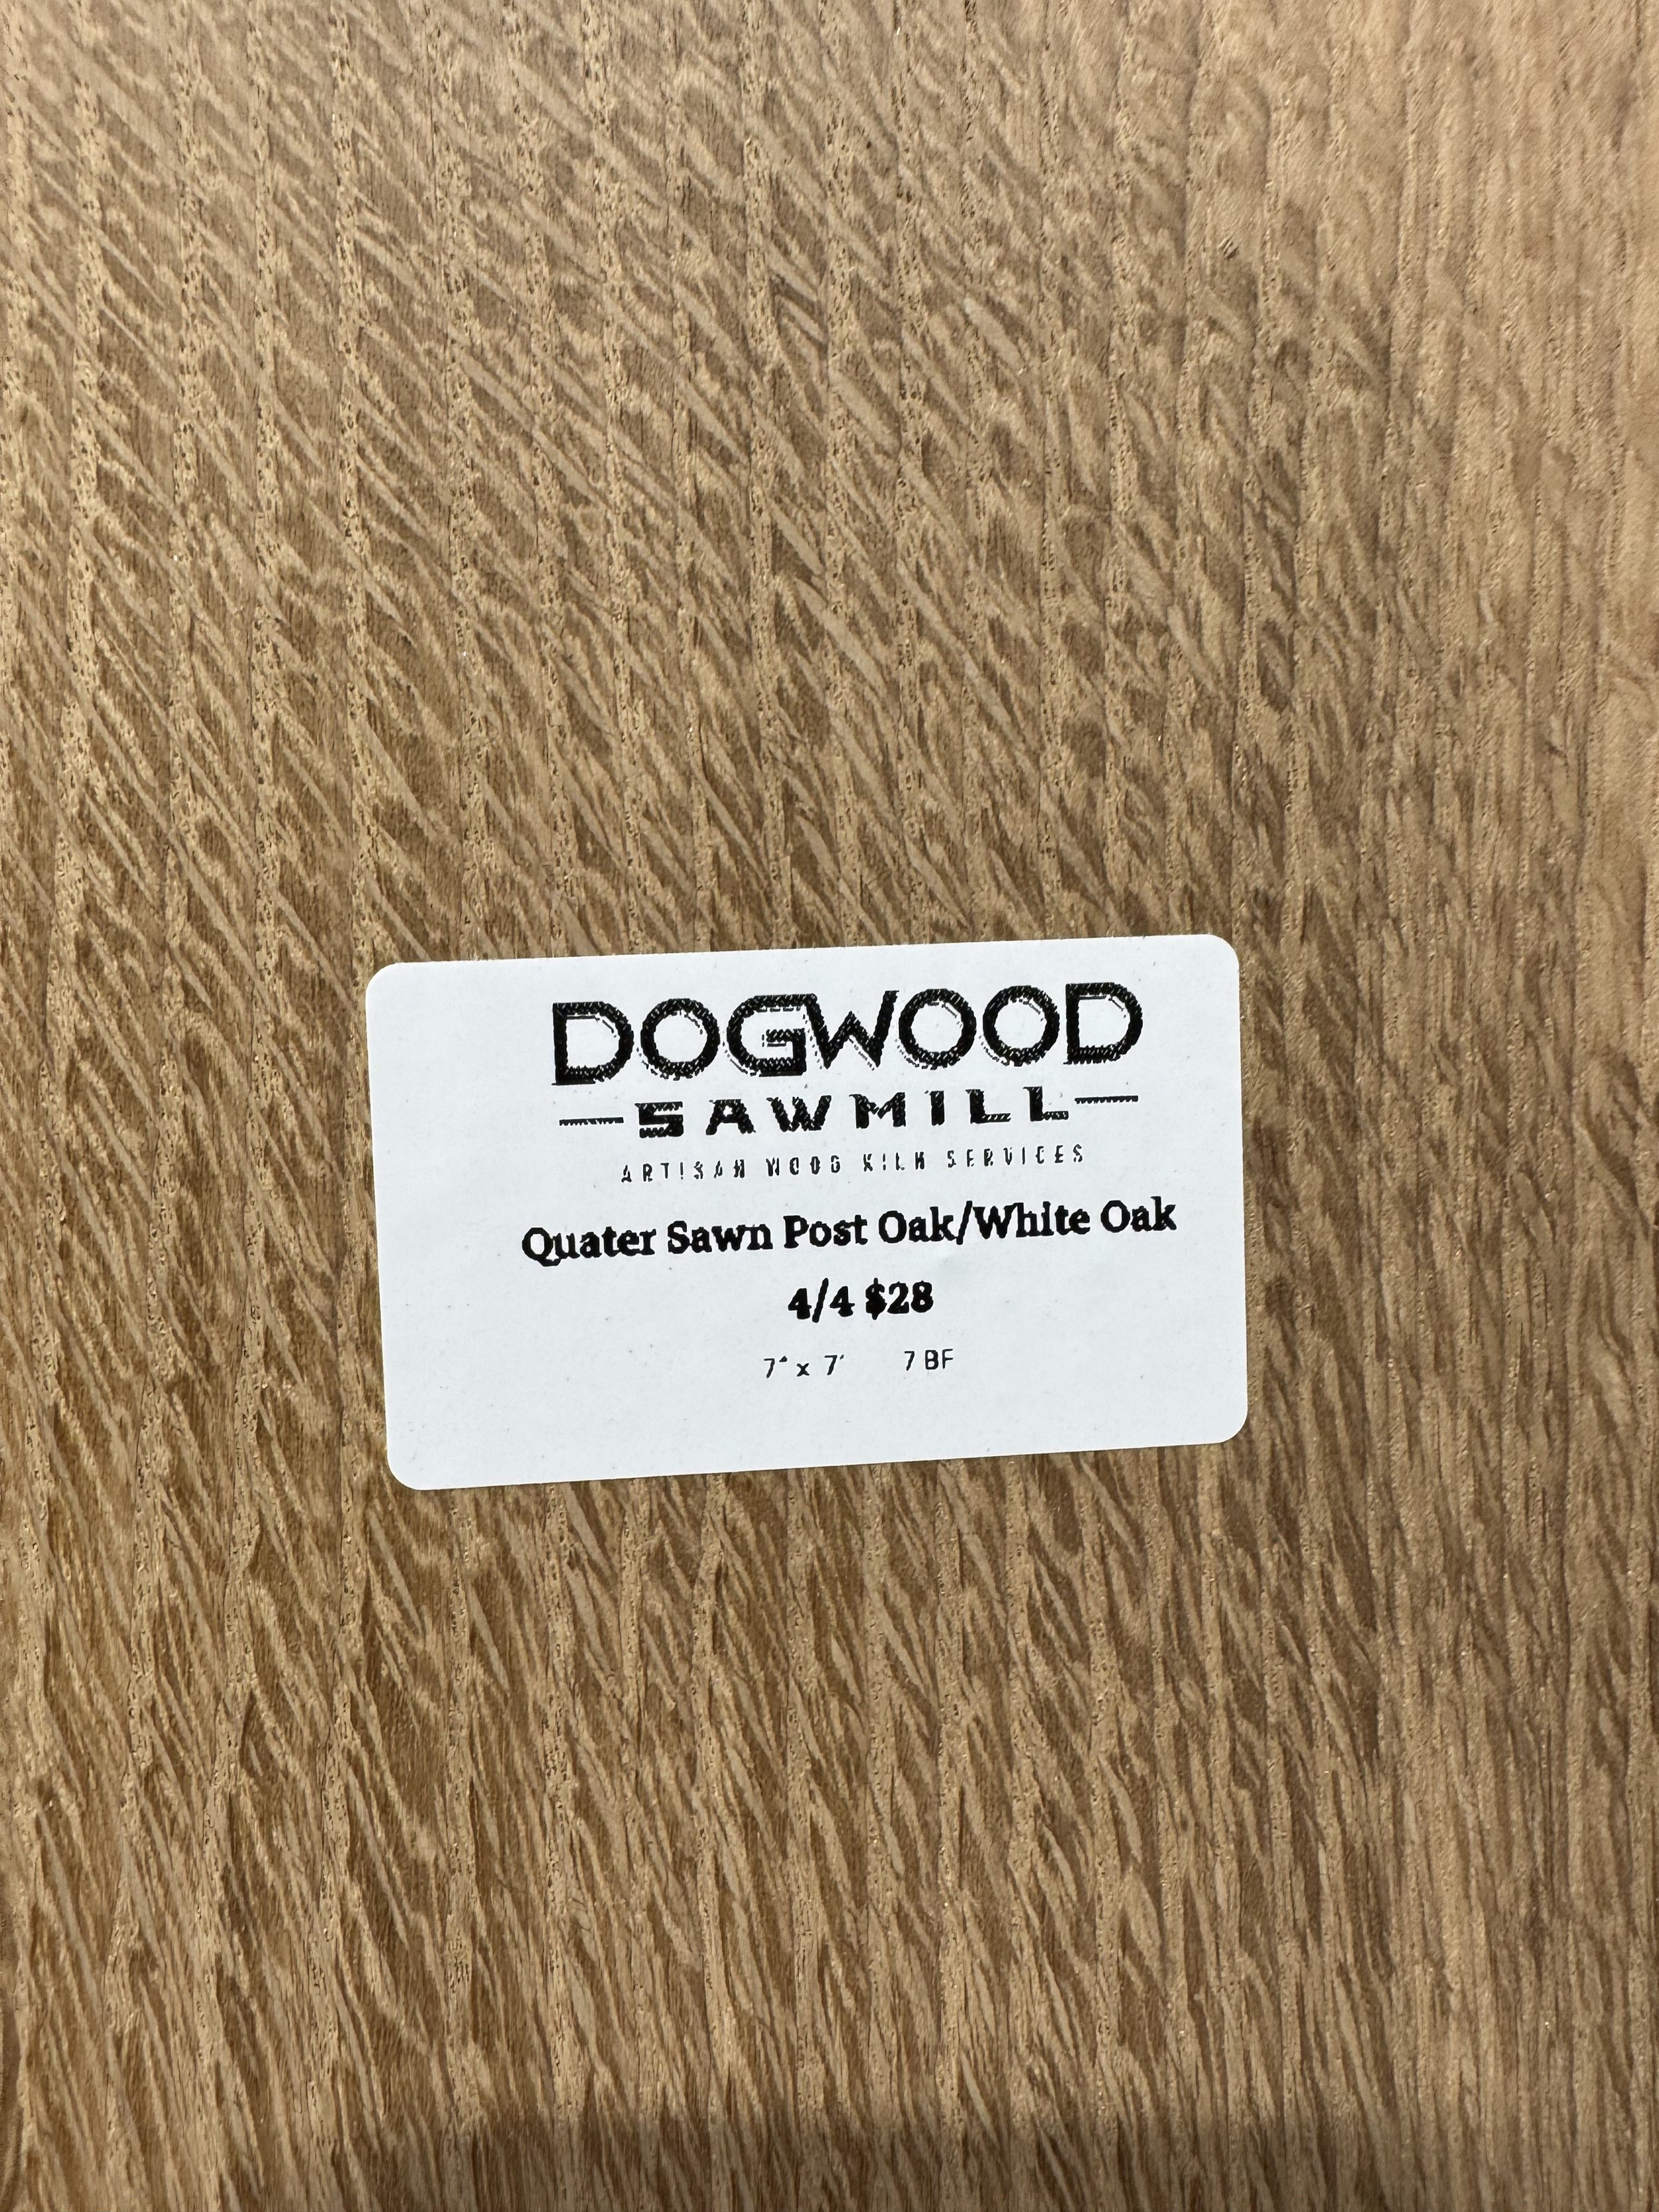 DOGWOOD
SAWMILL
ARTISAN WOOD KILN SERVICES
Quater Sawn Post Oak/White Oak
4/4 $28
7" x 7' 7 BF